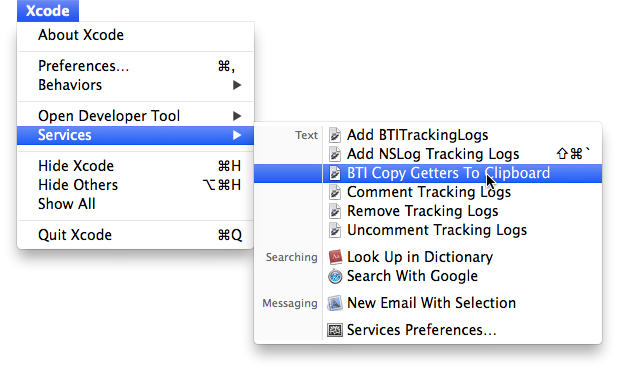 Xcode
About Xcode
Preferences… ⌘,
Behaviors
Open Developer Tool
Services
Hide Xcode ⌘H
Hide Others ⌥⌘H
Show All
Quit Xcode ⌘Q
Text Add BTITrackingLogs
Add NSLog Tracking Logs ⇧⌘`
BTI Copy Getters To Clipboard
Comment Tracking Logs
Remove Tracking Logs
Uncomment Tracking Logs
Searching Look Up in Dictionary
Search With Google
Messaging New Email With Selection
Services Preferences…